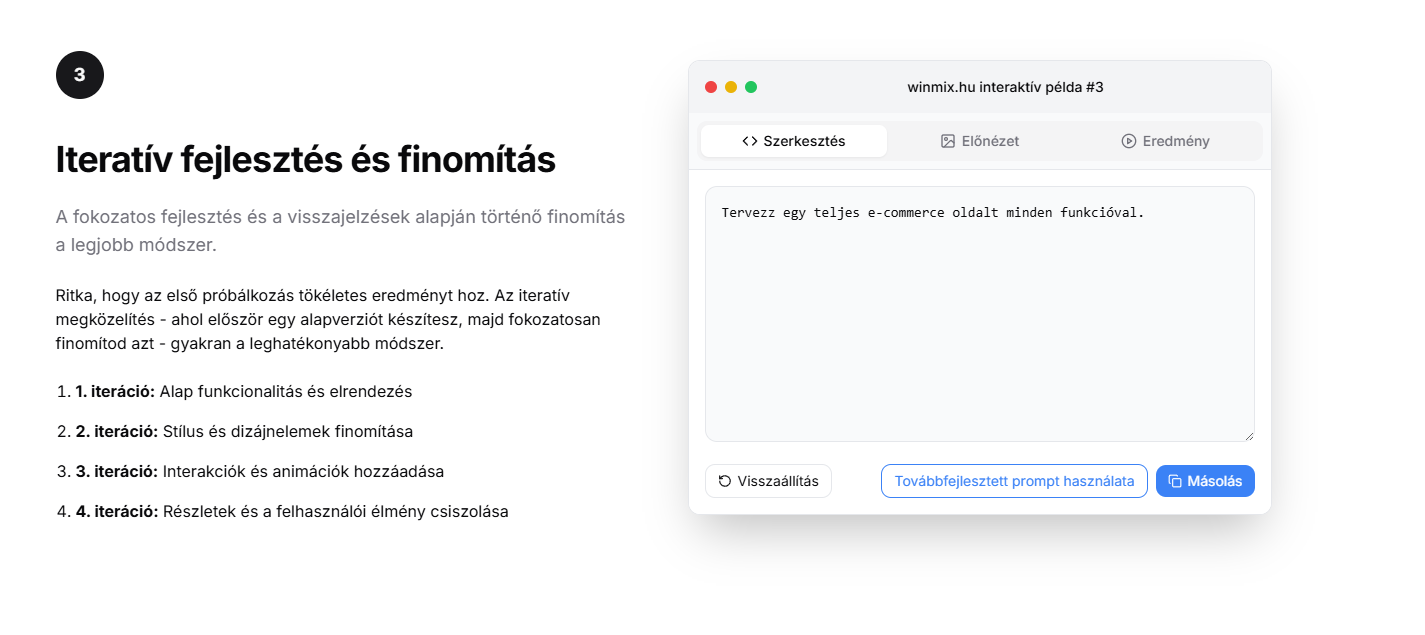 3
Iteratív fejlesztés és finomítás
A fokozatos fejlesztés és a visszajelzések alapján történő finomítás
a legjobb módszer.
Ritka, hogy az első próbálkozás tökéletes eredményt hoz. Az iteratív
megközelítés - ahol először egy alapverziót készítesz, majd fokozatosan
finomítod azt - gyakran a leghatékonyabb módszer.
1. 1. iteráció: Alap funkcionalitás és elrendezés
2. 2. iteráció: Stílus és dizájnelemek finomítása
3. 3. iteráció: Interakciók és animációk hozzáadása
4. 4. iteráció: Részletek és a felhasználói élmény csiszolása
winmix.hu interaktív példa #3
Szerkesztés
Előnézet
Eredmény
Tervezz egy teljes e-commerce oldalt minden funkcióval.
Visszaállítás
Továbbfejlesztett prompt használata
Másolás